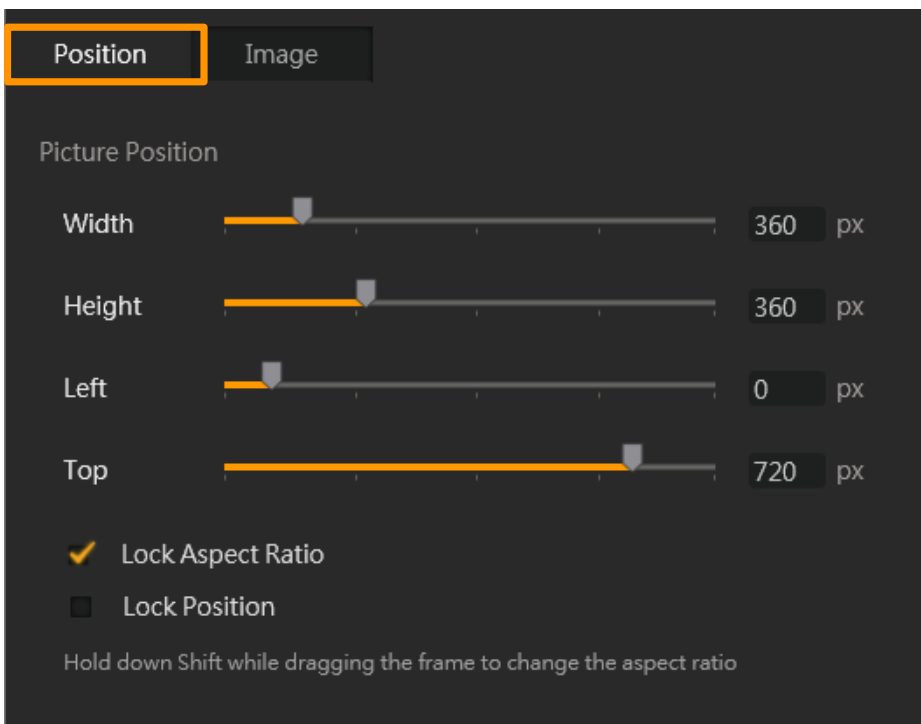 Position Image
Picture Position
Width 360 px
Height 360 px
Left 0 px
Top 720 px
Lock Aspect Ratio
Lock Position
Hold down Shift while dragging the frame to change the aspect ratio